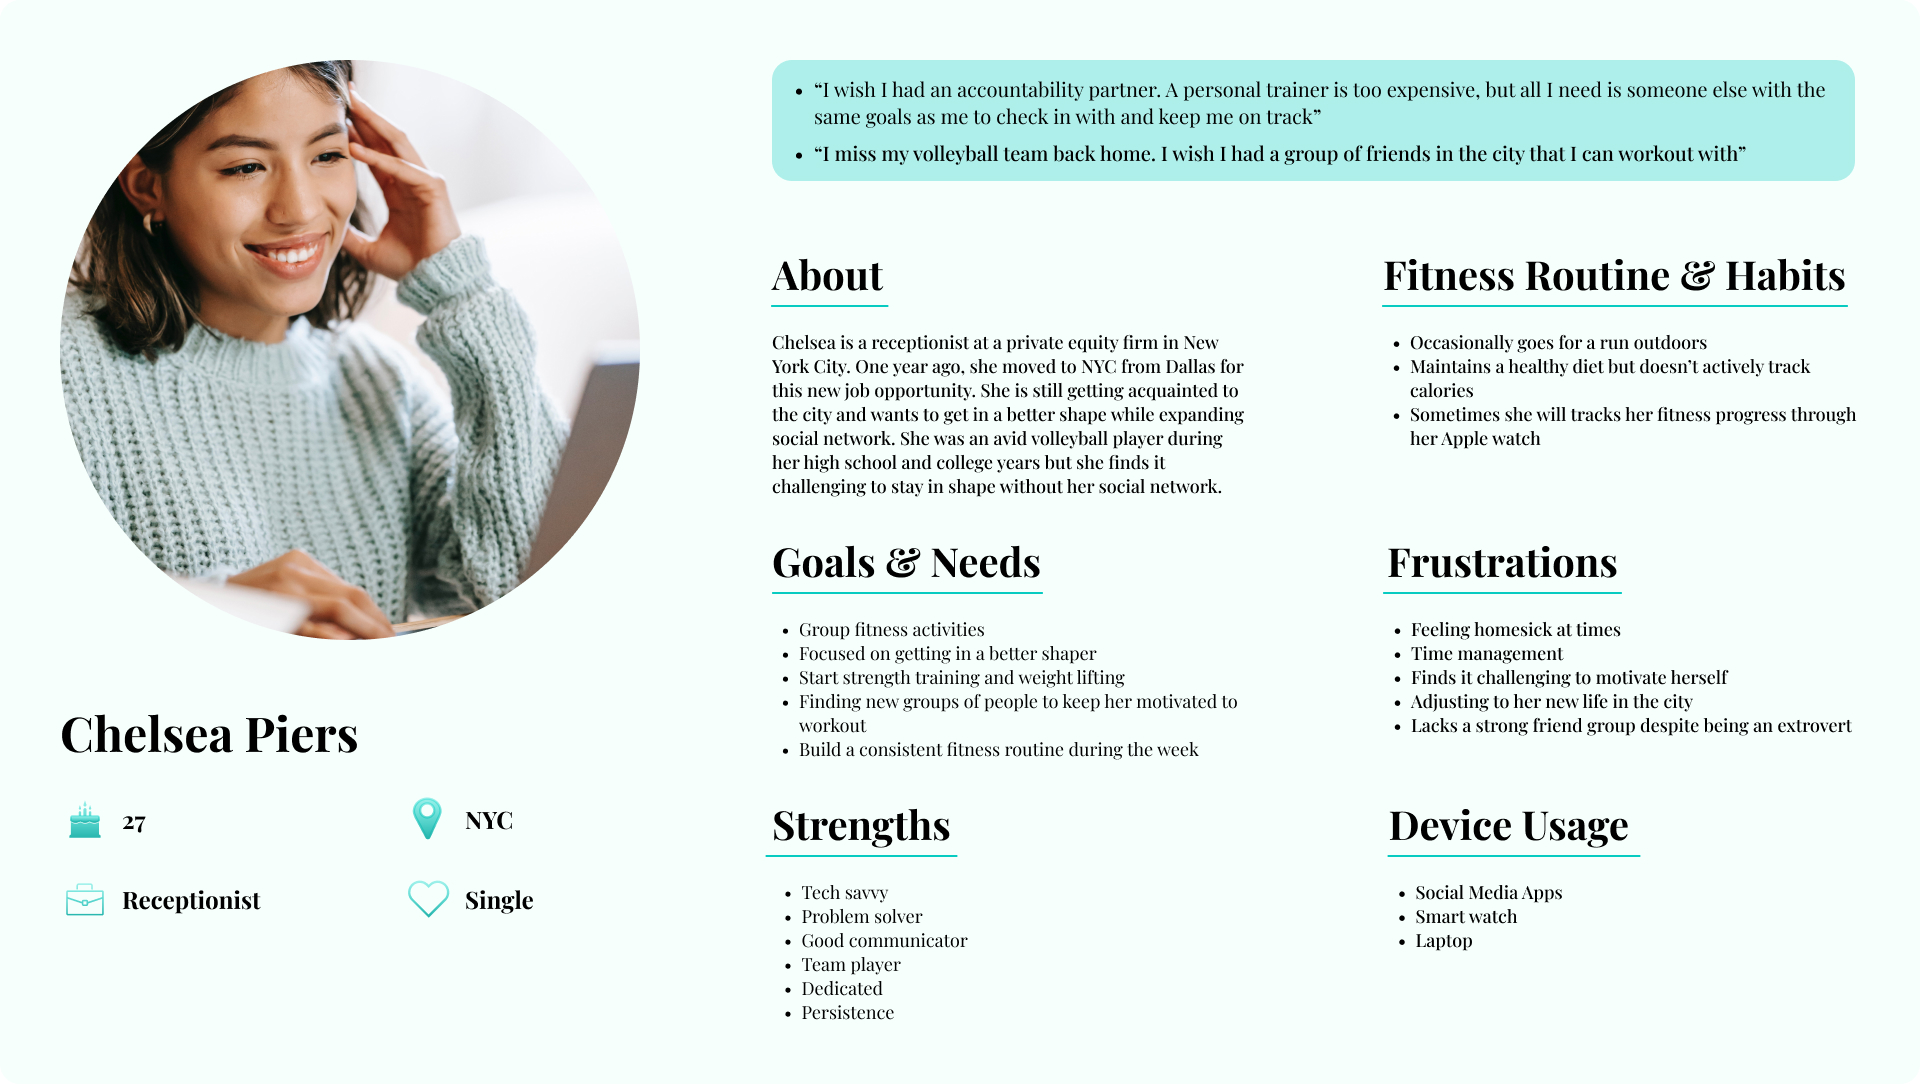 “I wish I had an accountability partner. A personal trainer is too expensive, but all I need is someone else with the
same goals as me to check in with and keep me on track”
“I miss my volleyball team back home. I wish I had a group of friends in the city that I can workout with”
Chelsea Piers
27
NYC
Receptionist
Single
About
Chelsea is a receptionist at a private equity firm in New
York City. One year ago, she moved to NYC from Dallas for
this new job opportunity. She is still getting acquainted to
the city and wants to get in a better shape while expanding
social network. She was an avid volleyball player during
her high school and college years but she finds it
challenging to stay in shape without her social network.
Fitness Routine & Habits
Occasionally goes for a run outdoors
Maintains a healthy diet but doesn’t actively track
calories
Sometimes she will tracks her fitness progress through
her Apple watch
Goals & Needs
Group fitness activities
Focused on getting in a better shaper
Start strength training and weight lifting
Finding new groups of people to keep her motivated to
workout
Build a consistent fitness routine during the week
Frustrations
Feeling homesick at times
Time management
Finds it challenging to motivate herself
Adjusting to her new life in the city
Lacks a strong friend group despite being an extrovert
Strengths
Tech savvy
Problem solver
Good communicator
Team player
Dedicated
Persistence
Device Usage
Social Media Apps
Smart watch
Laptop